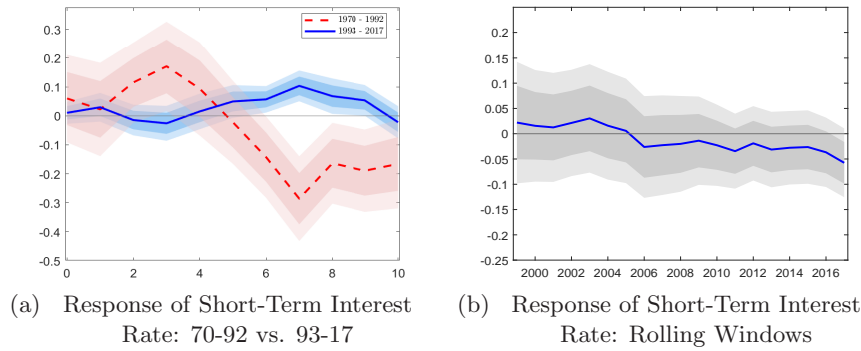 1970 - 1992
1993 - 2017
0.3
0.2
0.1
0
-0.1
-0.2
-0.3
-0.4
-0.5
0 2 4 6 8 10
0.2
0.15
0.1
0.05
0
-0.05
-0.1
-0.15
-0.2
-0.25
2000 2002 2004 2006 2008 2010 2012 2014 2016
(a) Response of Short-Term Interest
Rate: 70-92 vs. 93-17
(b) Response of Short-Term Interest
Rate: Rolling Windows